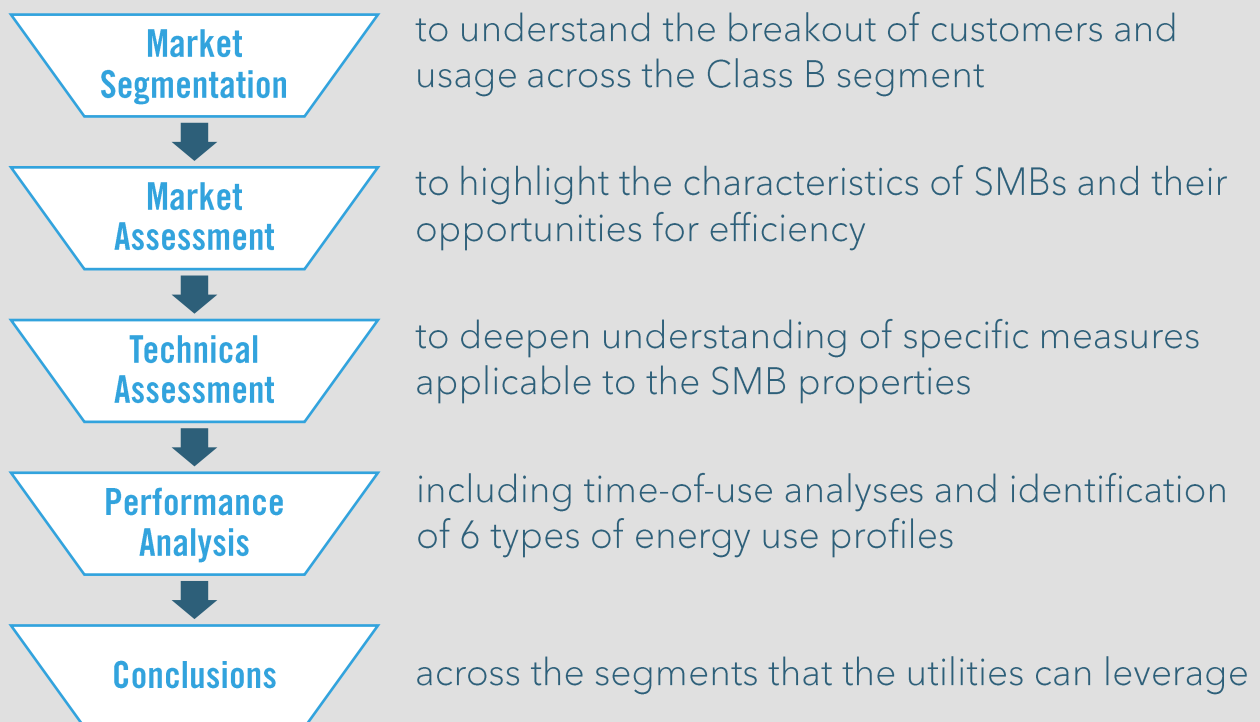 Market
Segmentation
to understand the breakout of customers and
usage across the Class B segment
Market
Assessment
to highlight the characteristics of SMBs and their
opportunities for efficiency
Technical
Assessment
to deepen understanding of specific measures
applicable to the SMB properties
Performance
Analysis
including time-of-use analyses and identification
of 6 types of energy use profiles
Conclusions
across the segments that the utilities can leverage